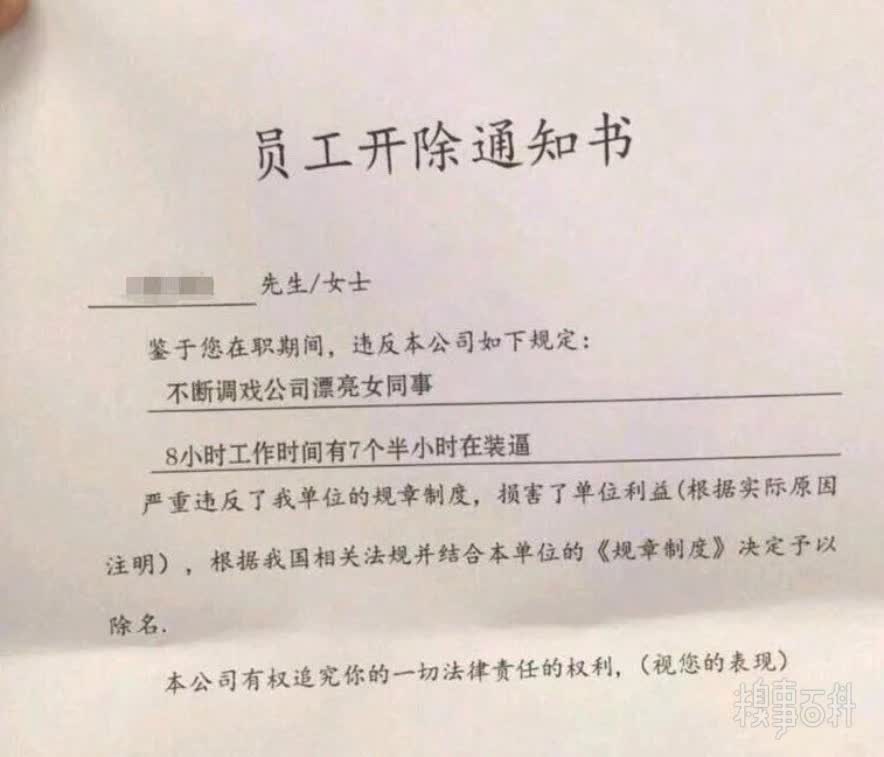 员工开除通知书
先生/女士
鉴于您在职期间，违反本公司如下规定：
不断调戏公司漂亮女同事
8小时工作时间有7个半小时在装逼
严重违反了我单位的规章制度，损害了单位利益(根据实际原因
注明），根据我国相关法规并结合本单位的《规章制度》决定予以
除名.
本公司有权追究你的一切法律责任的权利，（视您的表现）
糗事百科